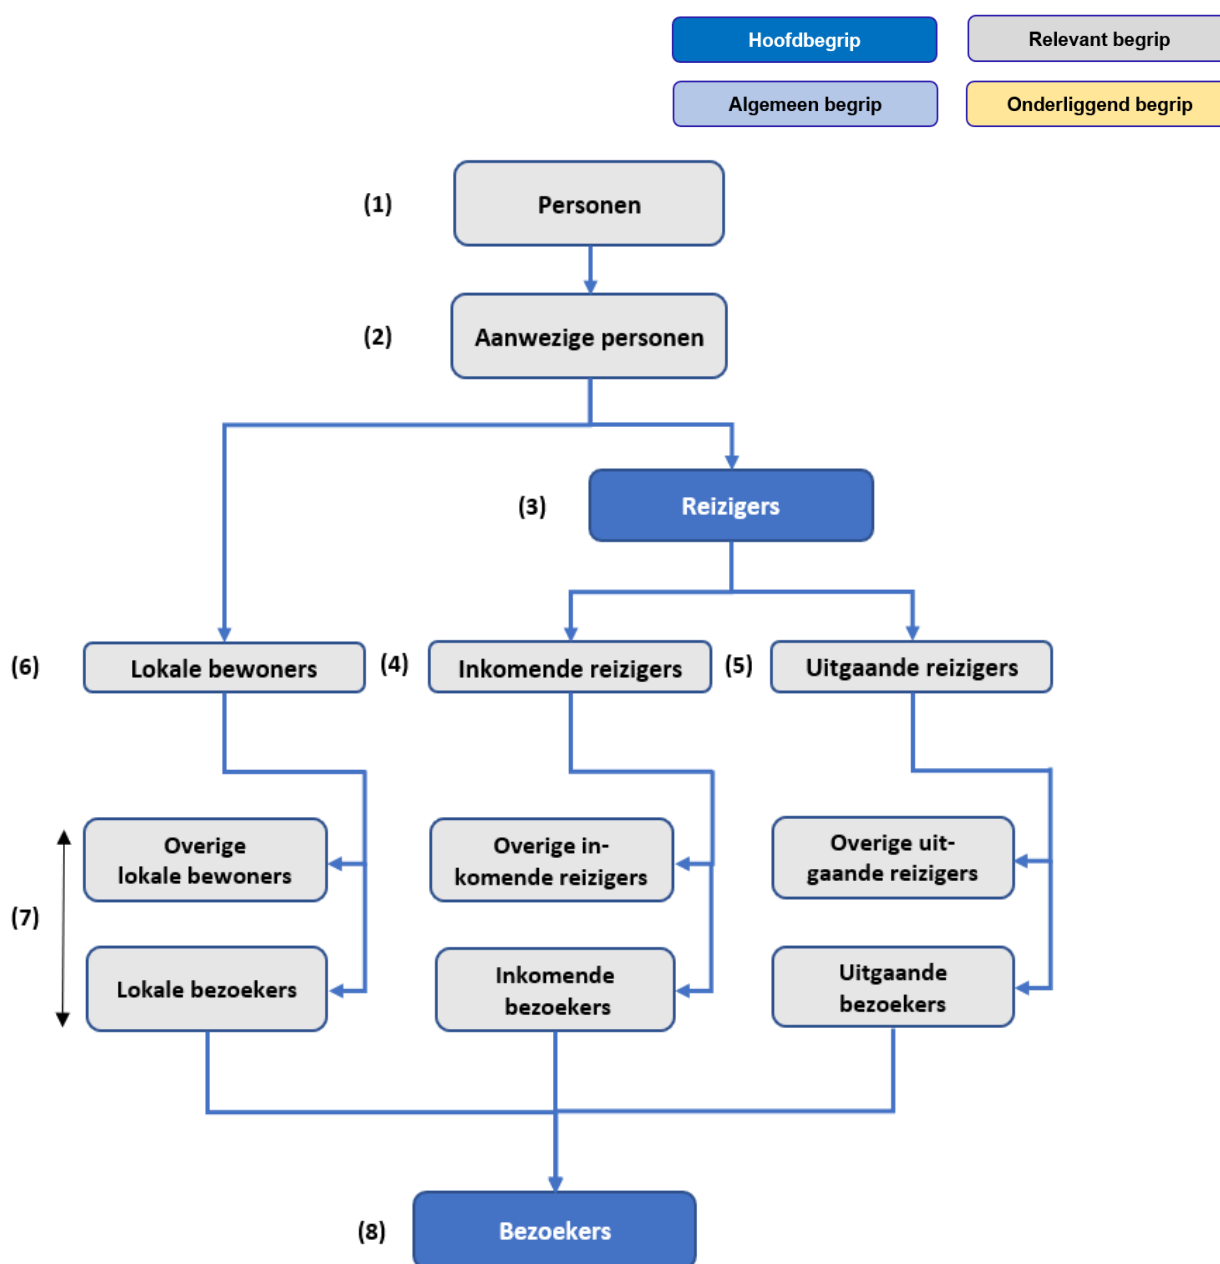 Hoofdbegrip
Relevant begrip
Algemeen begrip
Onderliggend begrip
(1)
Personen
(2)
Aanwezige personen
(3)
Reizigers
(6)
Lokale bewoners
(4)
Inkomende reizigers
(5)
Uitgaande reizigers
(7)
Overige
lokale bewoners
Overige in-
komende reizigers
Overige uit-
gaande reizigers
Lokale bezoekers
Inkomende
bezoekers
Uitgaande
bezoekers
(8)
Bezoekers